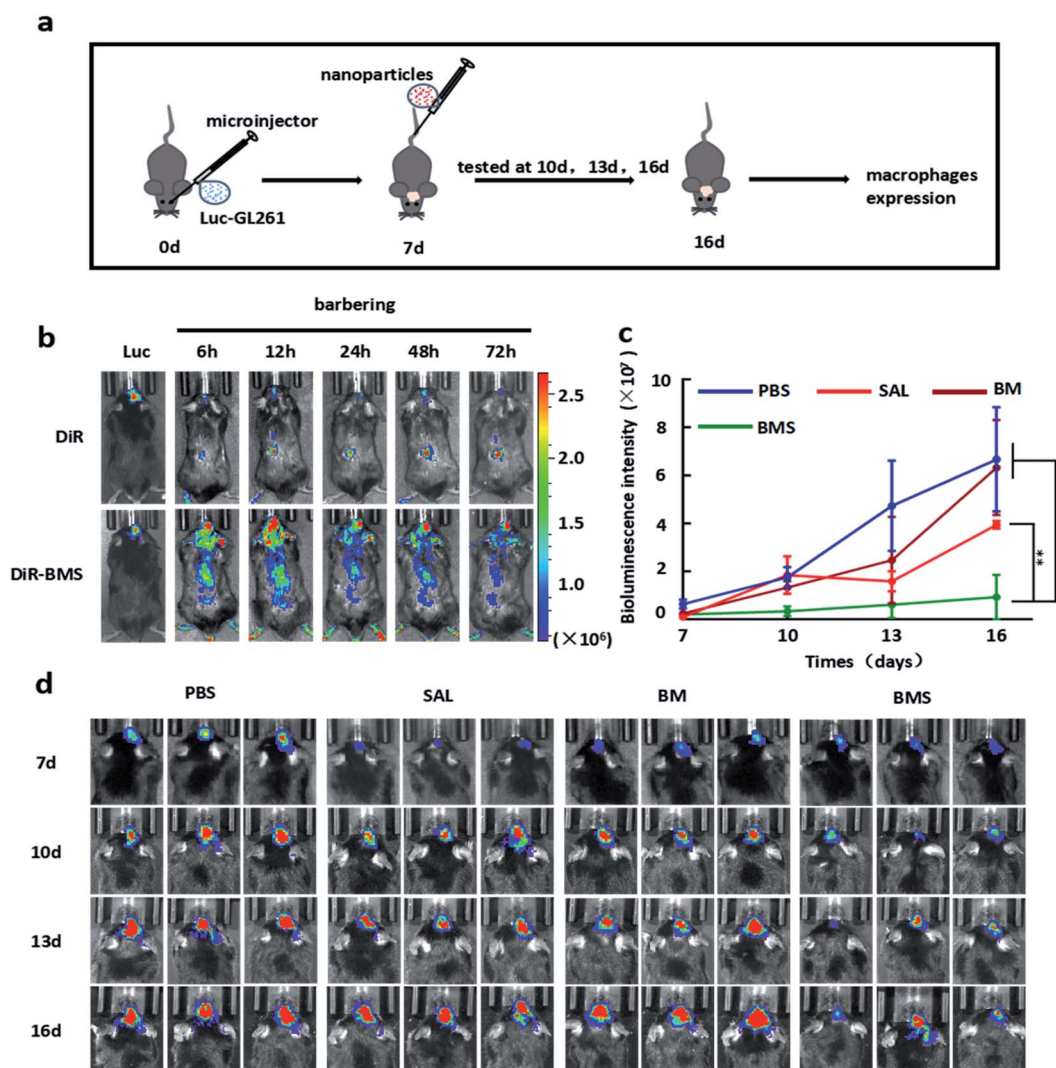 a
nanoparticles
microinjector
Luc-GL261
tested at 10d, 13d, 16d
macrophages
expression
0d
7d
16d
b
barbering
Luc 6h 12h 24h 48h 72h
DiR
DiR-BMS
2.5
2.0
1.5
1.0
(×10⁶)
c
Bioluminescence intensity (×10⁷)
10
8
6
4
2
0
PBS SAL BM
BMS
**
7 10 13 16
Times（days）
d
PBS SAL BM BMS
7d
10d
13d
16d